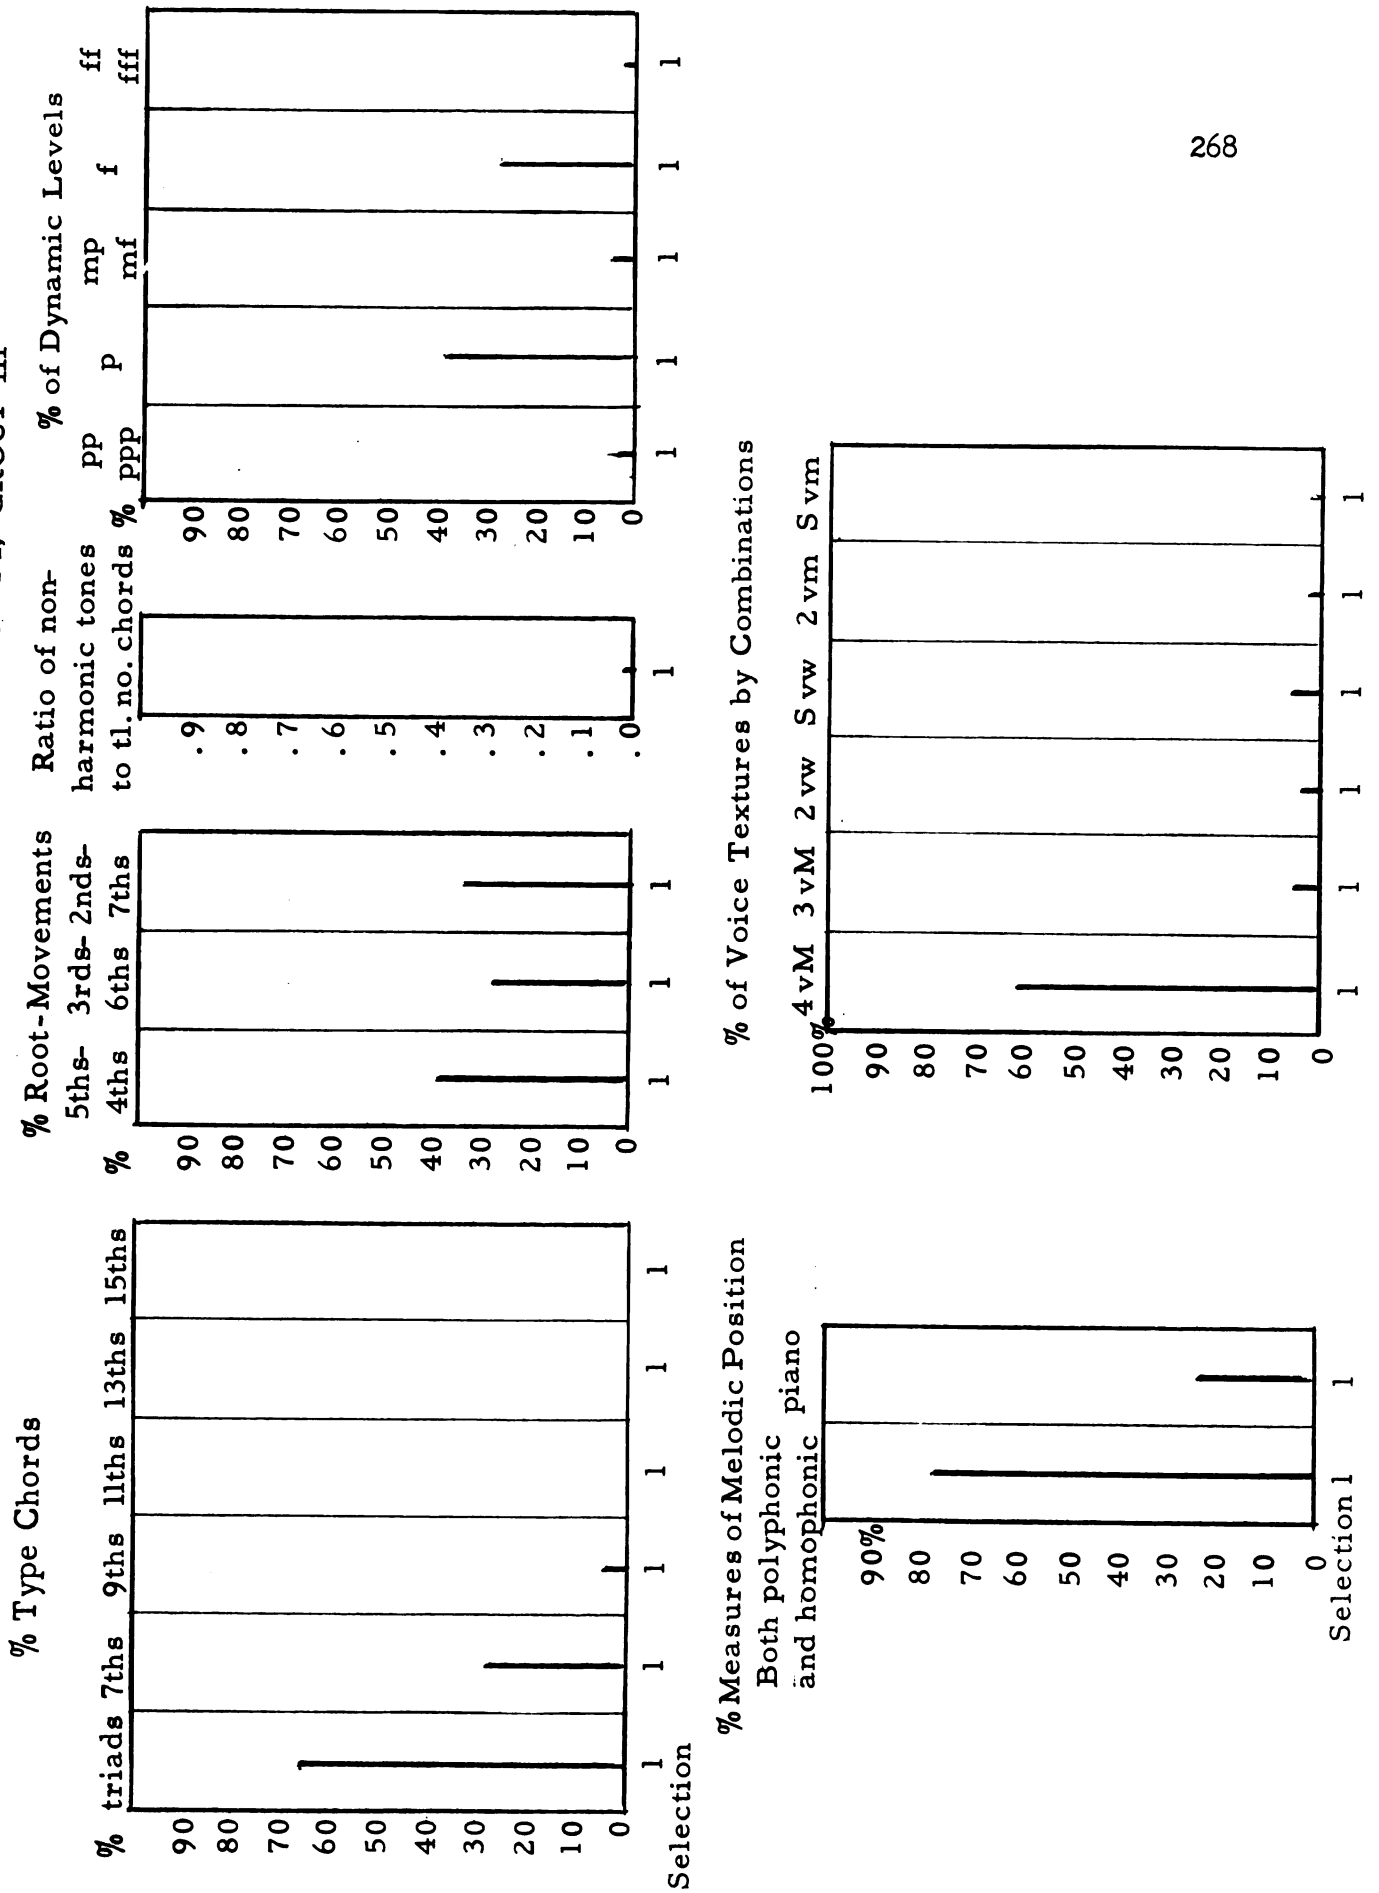 % Type Chords
% triads 7ths 9ths 11ths 13ths 15ths
90
80
70
60
50
40
30
20
10
0
1 1 1 1 1 1
Selection
% Root-Movements
5ths- 3rds- 2nds-
% 4ths 6ths 7ths
90
80
70
60
50
40
30
20
10
0
1 1 1
Ratio of non-
harmonic tones
to tl. no. chords
.9
.8
.7
.6
.5
.4
.3
.2
.1
.0
1
% of Dynamic Levels
pp p mp f ff
% ppp mf fff
90
80
70
60
50
40
30
20
10
0
1 1 1 1 1
% Measures of Melodic Position
Both polyphonic
and homophonic piano
90%
80
70
60
50
40
30
20
10
0
Selection 1 1
% of Voice Textures by Combinations
4 vM 3 vM 2 vw S vw 2 vm S vm
100%
90
80
70
60
50
40
30
20
10
0
1 1 1 1 1 1
268